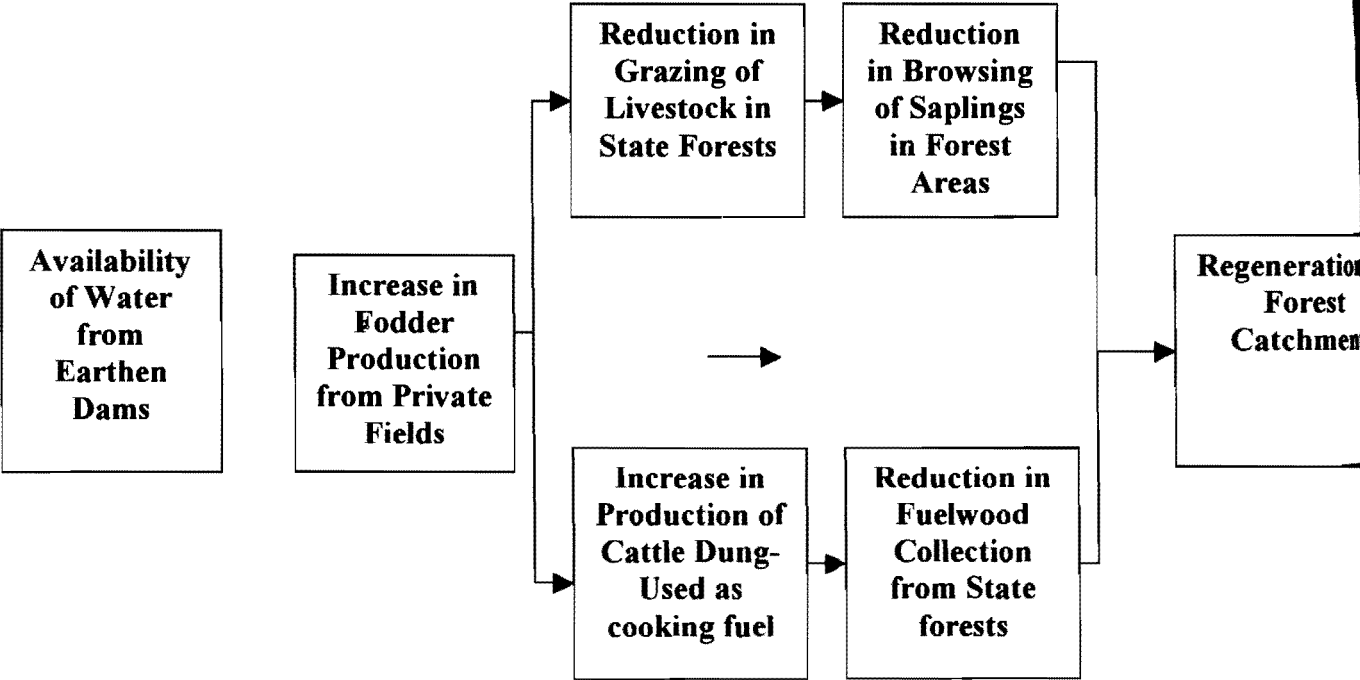 Availability
of Water
from
Earthen
Dams
Increase in
Fodder
Production
from Private
Fields
Reduction in
Grazing of
Livestock in
State Forests
Reduction
in Browsing
of Saplings
in Forest
Areas
Increase in
Production of
Cattle Dung-
Used as
cooking fuel
Reduction in
Fuelwood
Collection
from State
forests
Forest